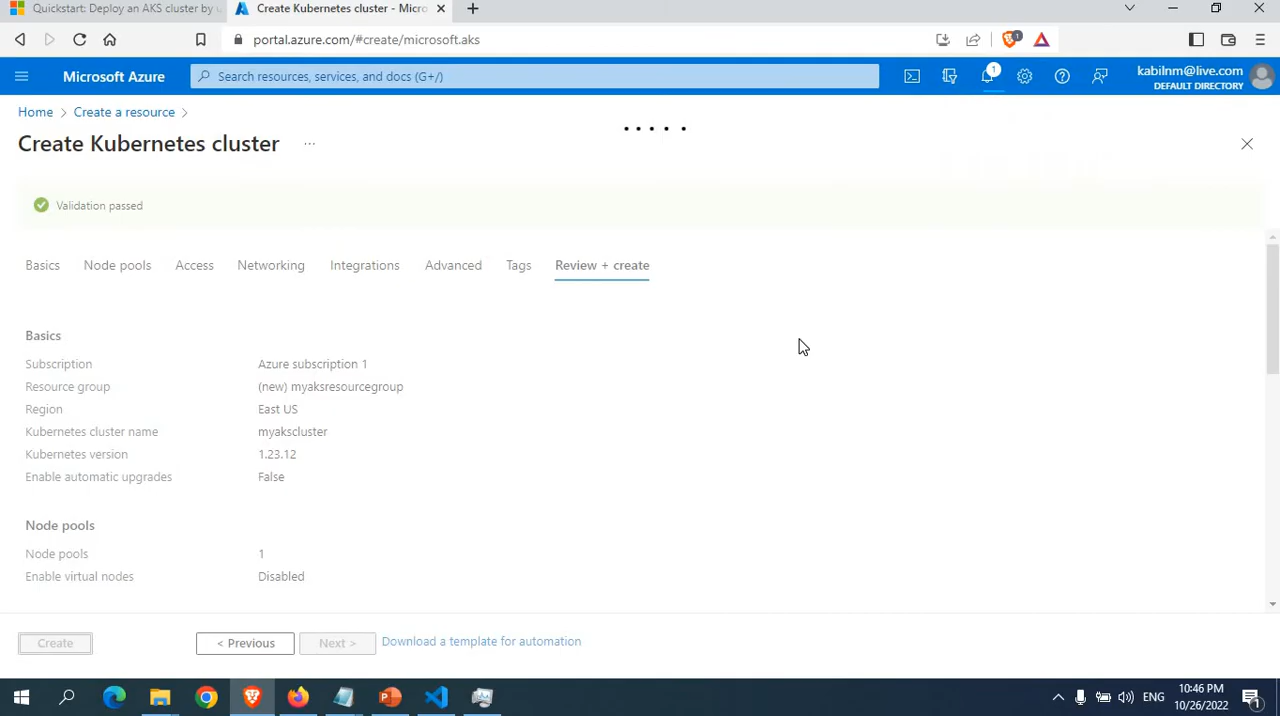 Quickstart: Deploy an AKS cluster by u
Create Kubernetes cluster - Micro
portal.azure.com/#create/microsoft.aks
1
Microsoft Azure
Search resources, services, and docs (G+/)
1
kabilnm@live.com
DEFAULT DIRECTORY
Home > Create a resource >
Create Kubernetes cluster ...
Validation passed
Basics
Node pools
Access
Networking
Integrations
Advanced
Tags
Review + create
Basics
Subscription Azure subscription 1
Resource group (new) myaksresourcegroup
Region East US
Kubernetes cluster name myakscluster
Kubernetes version 1.23.12
Enable automatic upgrades False
Node pools
Node pools 1
Enable virtual nodes Disabled
Create
< Previous
Next >
Download a template for automation
ENG
10:46 PM
10/26/2022
1